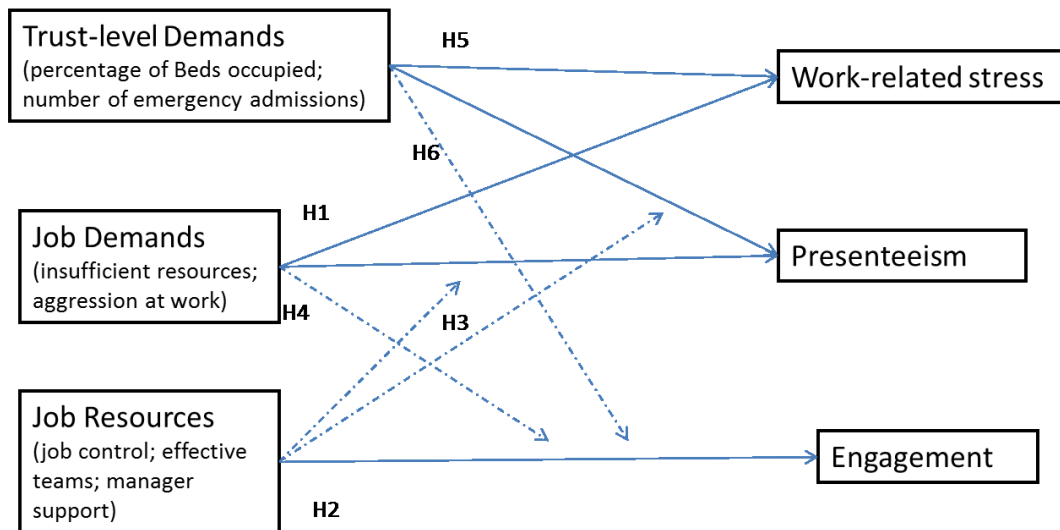 Trust-level Demands
(percentage of Beds occupied;
number of emergency admissions)
H5
Work-related stress
H6
H1
Job Demands
(insufficient resources;
aggression at work)
Presenteeism
H4
H3
Job Resources
(job control; effective
teams; manager
support)
Engagement
H2